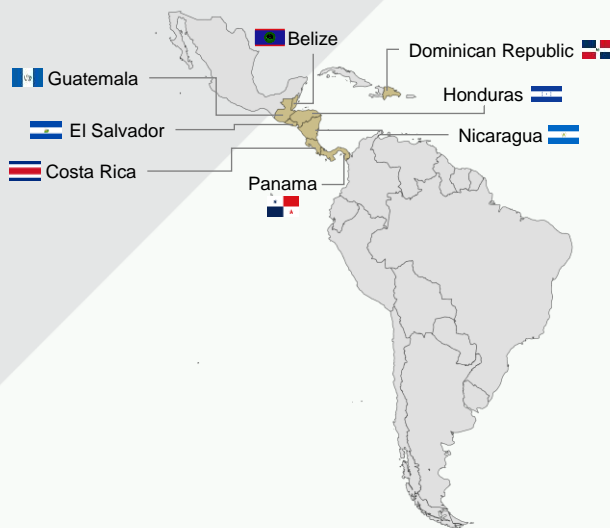 Belize
Dominican Republic
Guatemala
Honduras
El Salvador
Nicaragua
Costa Rica
Panama